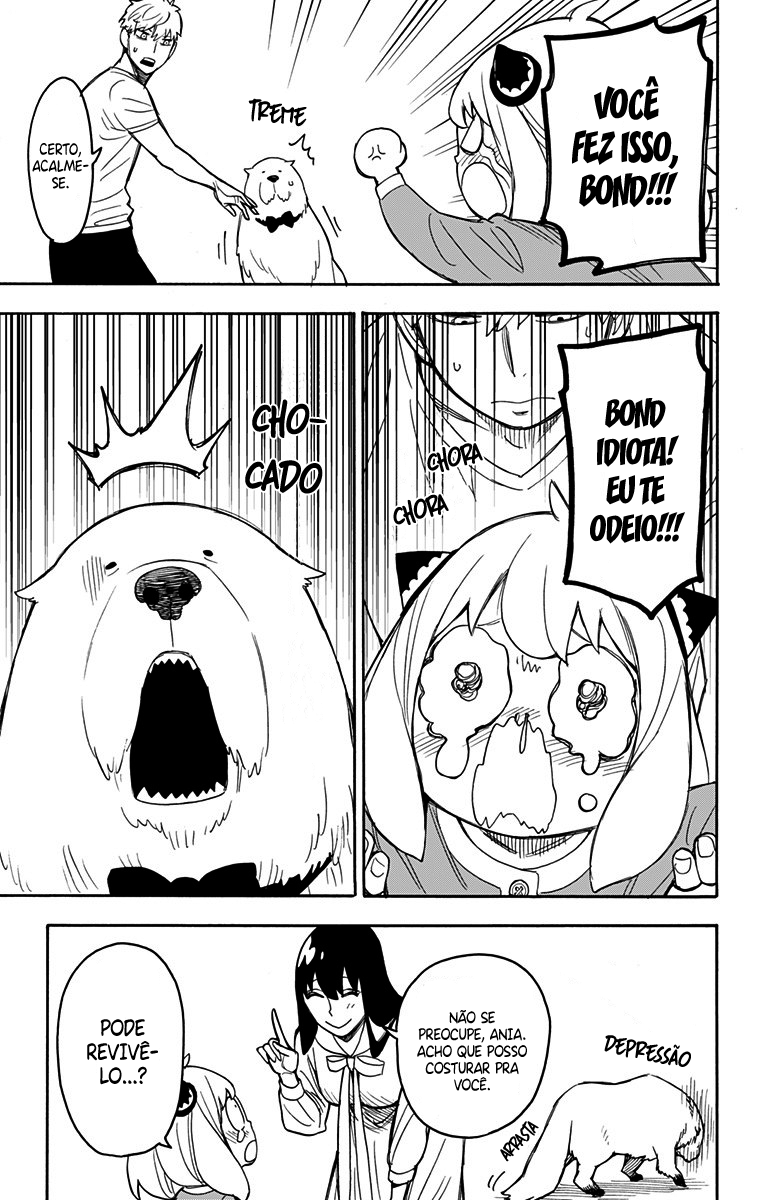 VOCÊ
FEZ ISSO,
BOND!!!
TREME
CERTO,
ACALME-
SE.
BOND
IDIOTA!
EU TE
ODEIO!!!
CHORA
CHORA
CHO-
CADO
NÃO SE
PREOCUPE, ANIA.
ACHO QUE POSSO
COSTURAR PRA
VOCÊ.
PODE
REVIVÊ-
LO...?
DEPRESSÃO
ARRASTA